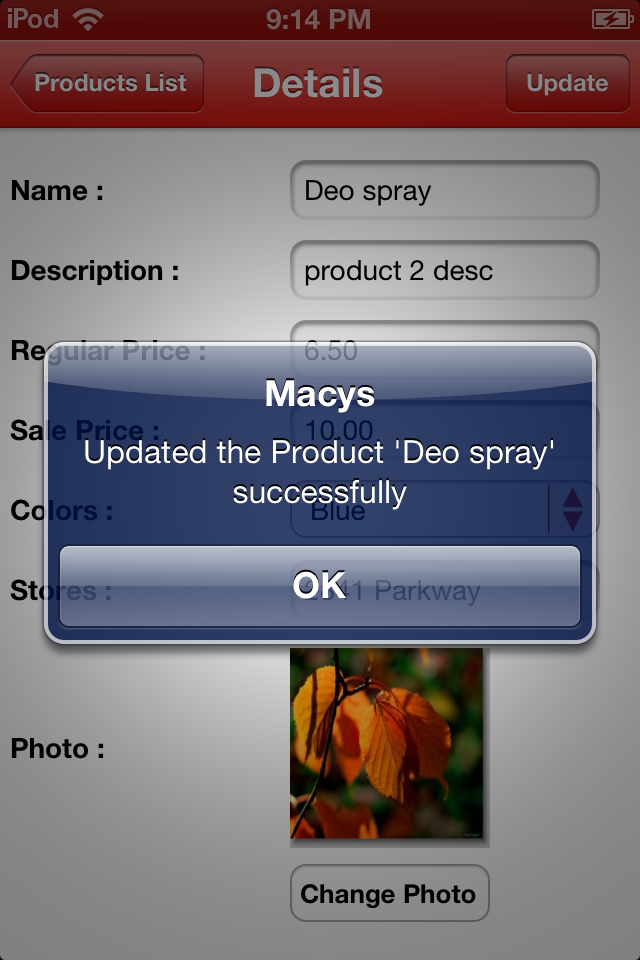 iPod 9:14 PM
Products List Details Update
Name : Deo spray
Description : product 2 desc
Regular Price : 6.50
Macys
Sale Price : 10.00
Updated the Product 'Deo spray'
successfully
Colors : Blue
OK
Stores : Parkway
Photo :
Change Photo